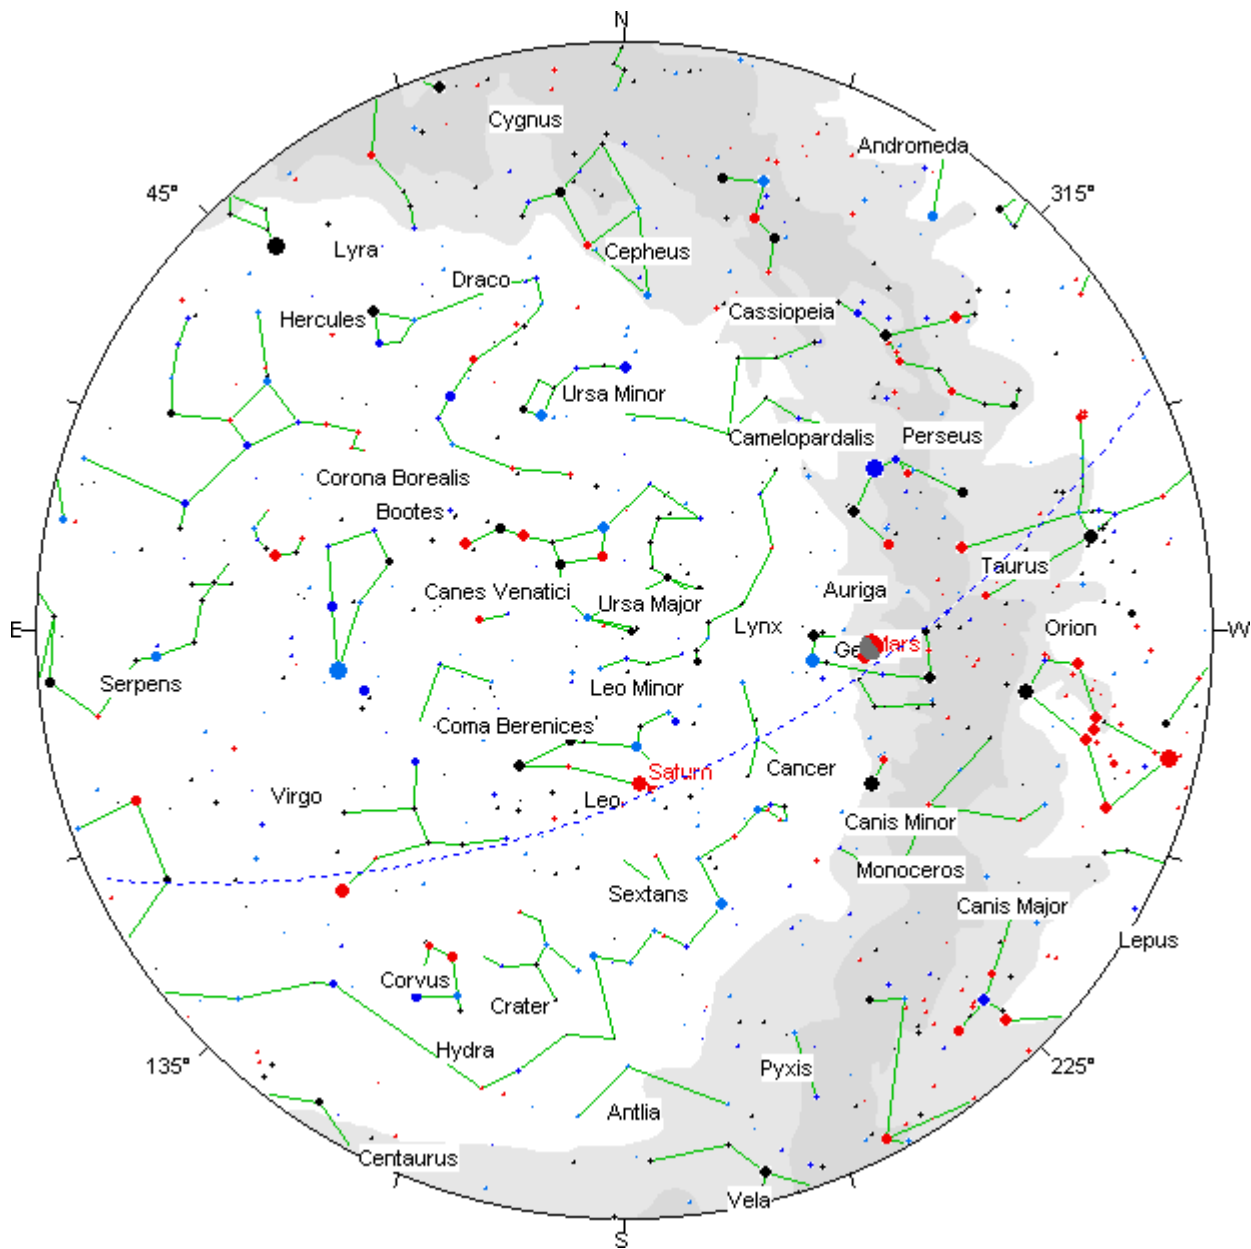 N
Cygnus
Andromeda
45°
315°
Lyra
Cepheus
Draco
Hercules
Cassiopeia
Ursa Minor
Camelopardalis
Perseus
Corona Borealis
Bootes
Taurus
Canes Venatici
Ursa Major
Auriga
Lynx
Orion
E
W
Ge
Mars
Serpens
Leo Minor
Coma Berenices
Saturn
Cancer
Virgo
Leo
Canis Minor
Monoceros
Sextans
Canis Major
Lepus
Corvus
Crater
Hydra
135°
225°
Pyxis
Antlia
Centaurus
Vela
S